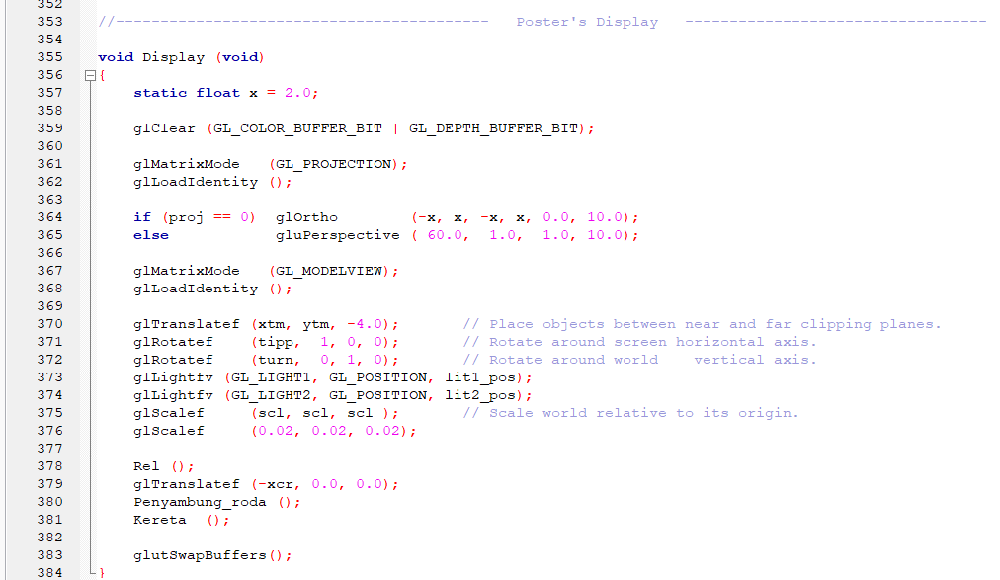 352
353 //------------------------------------------ Poster's Display ----------------------------------
354
355 void Display (void)
356 {
357 static float x = 2.0;
358
359 glClear (GL_COLOR_BUFFER_BIT | GL_DEPTH_BUFFER_BIT);
360
361 glMatrixMode (GL_PROJECTION);
362 glLoadIdentity ();
363
364 if (proj == 0) glOrtho (-x, x, -x, x, 0.0, 10.0);
365 else gluPerspective ( 60.0, 1.0, 1.0, 10.0);
366
367 glMatrixMode (GL_MODELVIEW);
368 glLoadIdentity ();
369
370 glTranslatef (xtm, ytm, -4.0); // Place objects between near and far clipping planes.
371 glRotatef (tipp, 1, 0, 0); // Rotate around screen horizontal axis.
372 glRotatef (turn, 0, 1, 0); // Rotate around world vertical axis.
373 glLightfv (GL_LIGHT1, GL_POSITION, lit1_pos);
374 glLightfv (GL_LIGHT2, GL_POSITION, lit2_pos);
375 glScalef (scl, scl, scl ); // Scale world relative to its origin.
376 glScalef (0.02, 0.02, 0.02);
377
378 Rel ();
379 glTranslatef (-xcr, 0.0, 0.0);
380 Penyambung_roda ();
381 Kereta ();
382
383 glutSwapBuffers();
384 }